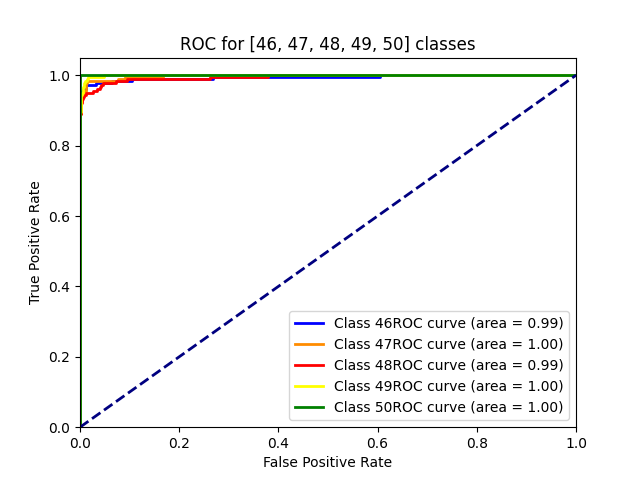 ROC for [46, 47, 48, 49, 50] classes
1.0
0.8
0.6
0.4
0.2
0.0
True Positive Rate
Class 46ROC curve (area = 0.99)
Class 47ROC curve (area = 1.00)
Class 48ROC curve (area = 0.99)
Class 49ROC curve (area = 1.00)
Class 50ROC curve (area = 1.00)
0.0 0.2 0.4 0.6 0.8 1.0
False Positive Rate